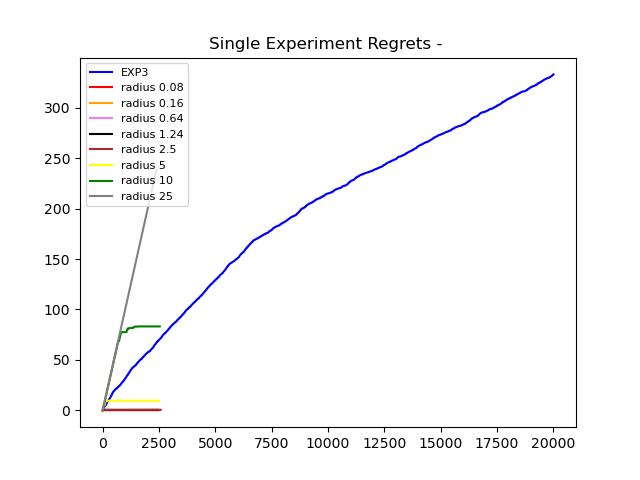 Single Experiment Regrets -
EXP3
radius 0.08
radius 0.16
radius 0.64
radius 1.24
radius 2.5
radius 5
radius 10
radius 25
300
250
200
150
100
50
0
0 2500 5000 7500 10000 12500 15000 17500 20000